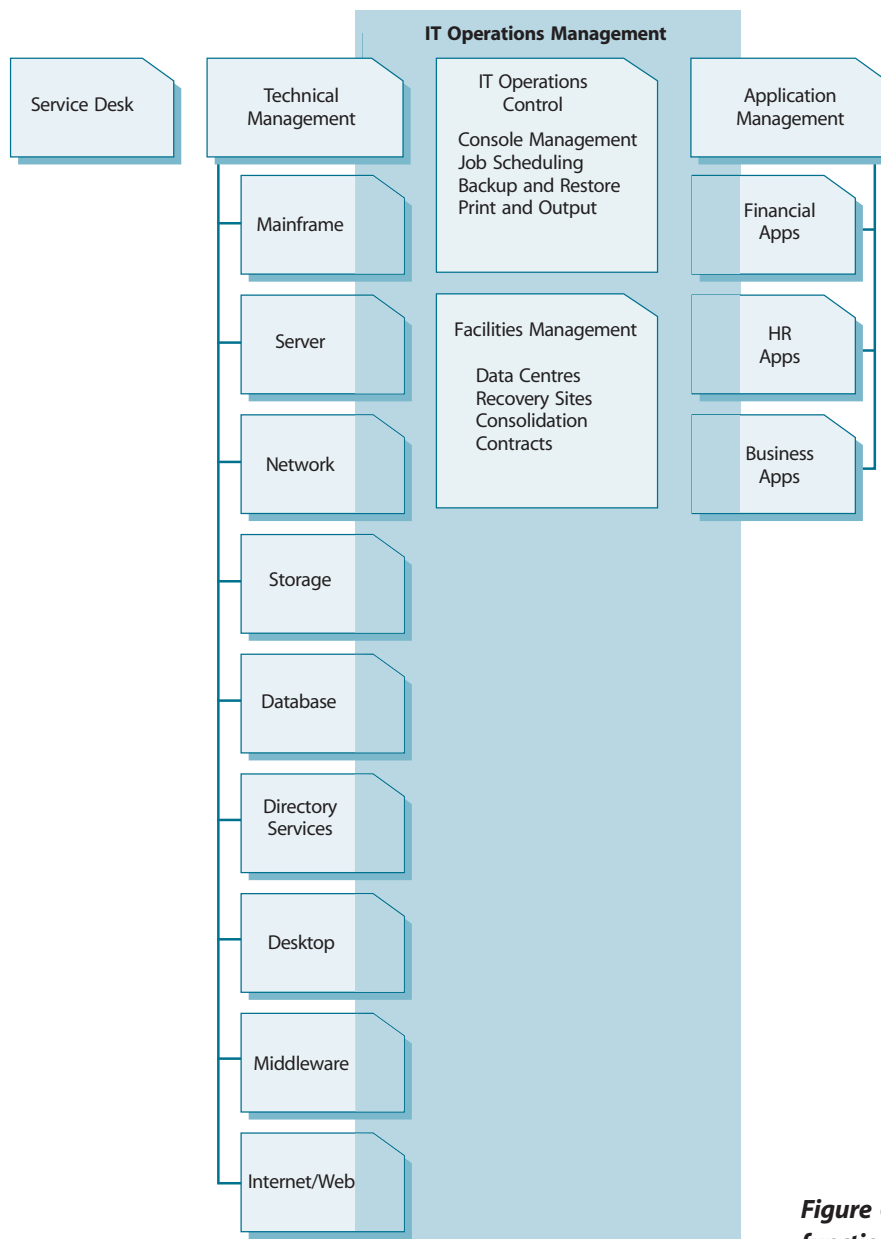 IT Operations Management
Service Desk
Technical
Management
IT Operations
Control
Console Management
Job Scheduling
Backup and Restore
Print and Output
Application
Management
Mainframe
Financial
Apps
Server
Facilities Management
Data Centres
Recovery Sites
Consolidation
Contracts
HR
Apps
Network
Business
Apps
Storage
Database
Directory
Services
Desktop
Middleware
Internet/Web
Figure